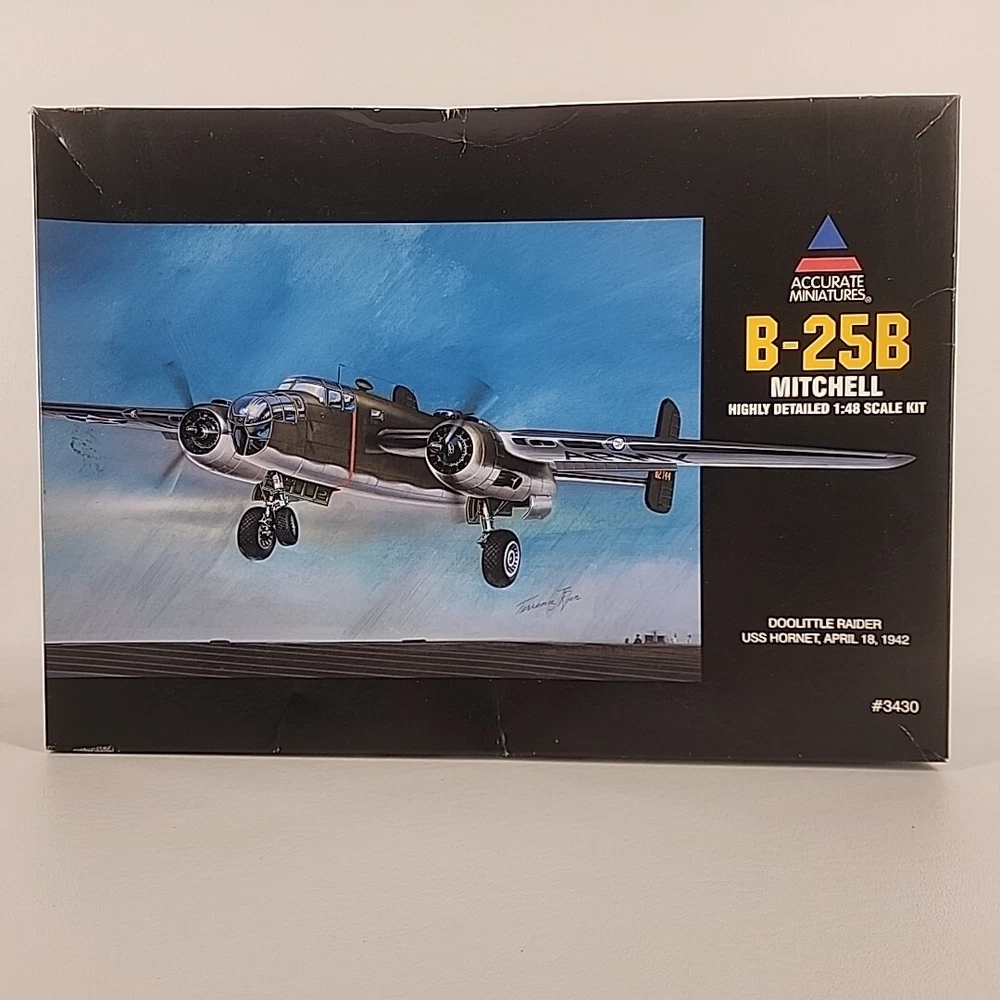 ACCURATE
MINIATURES®
B-25B
MITCHELL
HIGHLY DETAILED 1:48 SCALE KIT
DOOLITTLE RAIDER
USS HORNET, APRIL 18, 1942
#3430